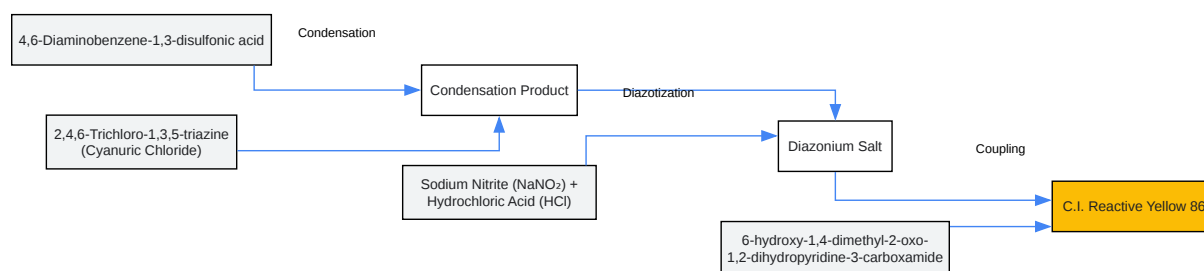 4,6-Diaminobenzene-1,3-disulfonic acid
Condensation
Condensation Product
Diazotization
2,4,6-Trichloro-1,3,5-triazine
(Cyanuric Chloride)
Diazonium Salt
Coupling
Sodium Nitrite (NaNO₂) +
Hydrochloric Acid (HCl)
C.I. Reactive Yellow 86
6-hydroxy-1,4-dimethyl-2-oxo-
1,2-dihydropyridine-3-carboxamide